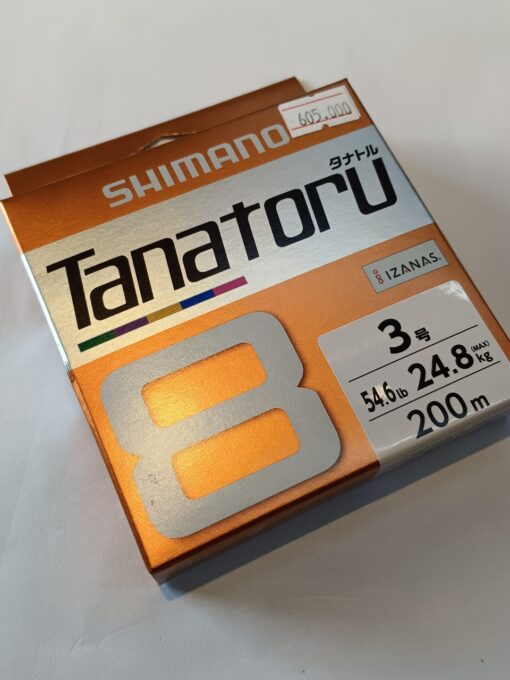 605.000
SHIMANO
タナトル
Tanatoru
IZANAS
8
3号
54.6lb 24.8(MAX)kg
200m